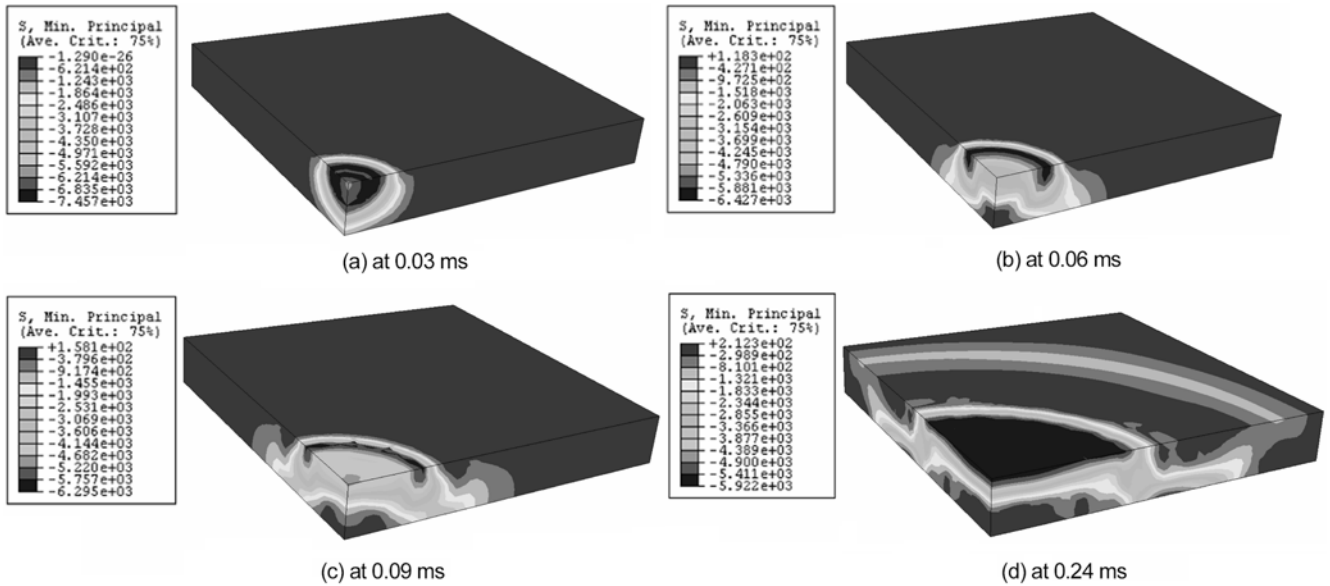 S, Min. Principal
(Ave. Crit.: 75%)
-1.290e-26
-6.214e+02
-1.243e+03
-1.864e+03
-2.486e+03
-3.107e+03
-3.728e+03
-4.350e+03
-4.971e+03
-5.592e+03
-6.214e+03
-6.835e+03
-7.457e+03
(a) at 0.03 ms
S, Min. Principal
(Ave. Crit.: 75%)
+1.183e+02
-4.271e+02
-9.725e+02
-1.518e+03
-2.063e+03
-2.609e+03
-3.154e+03
-3.699e+03
-4.245e+03
-4.790e+03
-5.336e+03
-5.881e+03
-6.427e+03
(b) at 0.06 ms
S, Min. Principal
(Ave. Crit.: 75%)
+1.581e+02
-3.796e+02
-9.174e+02
-1.455e+03
-1.993e+03
-2.531e+03
-3.069e+03
-3.606e+03
-4.144e+03
-4.682e+03
-5.220e+03
-5.757e+03
-6.295e+03
(c) at 0.09 ms
S, Min. Principal
(Ave. Crit.: 75%)
+2.123e+02
-2.989e+02
-8.101e+02
-1.321e+03
-1.833e+03
-2.344e+03
-2.855e+03
-3.366e+03
-3.877e+03
-4.389e+03
-4.900e+03
-5.411e+03
-5.922e+03
(d) at 0.24 ms